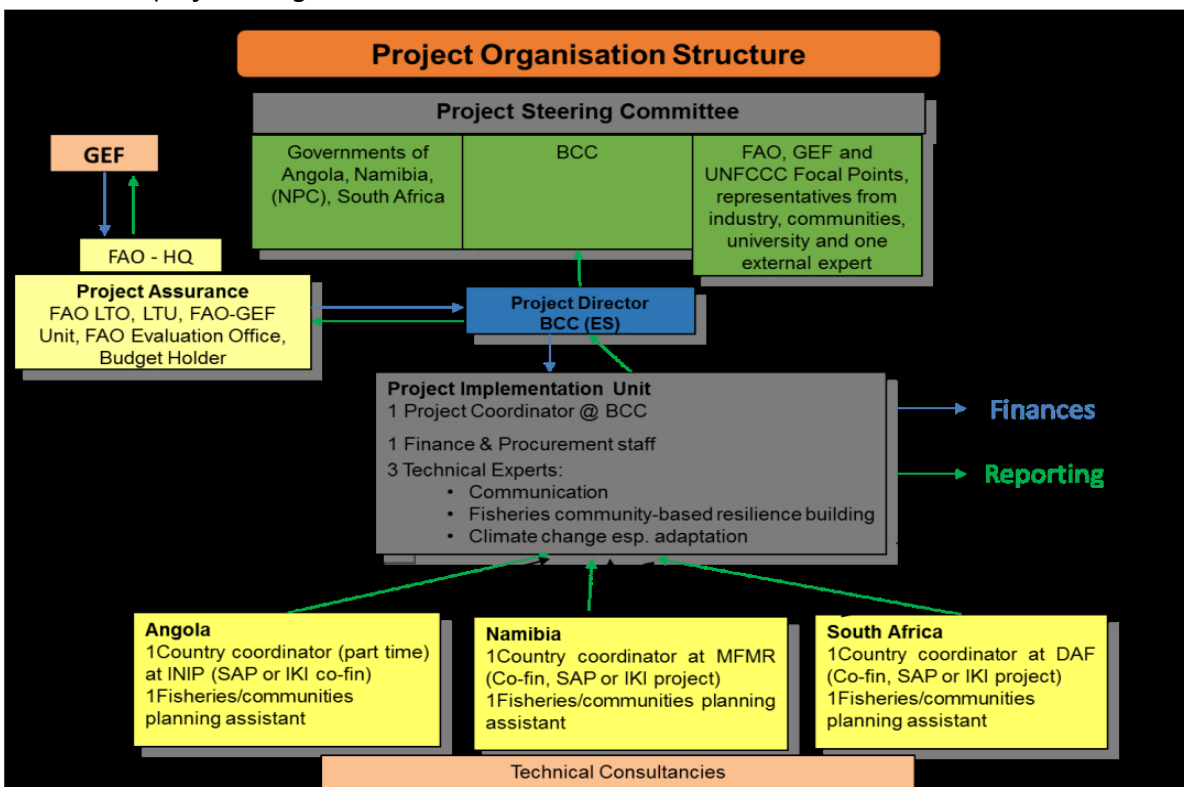 Project Organisation Structure
Project Steering Committee
GEF
Governments of
Angola, Namibia,
(NPC), South Africa
BCC
FAO, GEF and
UNFCCC Focal Points,
representatives from
industry, communities,
university and one
external expert
FAO - HQ
Project Assurance
FAO LTO, LTU, FAO-GEF
Unit, FAO Evaluation Office,
Budget Holder
Project Director
BCC (ES)
Project Implementation Unit
1 Project Coordinator @ BCC
1 Finance & Procurement staff
3 Technical Experts:
• Communication
• Fisheries community-based resilience building
• Climate change esp. adaptation
Finances
Reporting
Angola
1Country coordinator (part time)
at INIP (SAP or IKI co-fin)
1Fisheries/communities
planning assistant
Namibia
1Country coordinator at MFMR
(Co-fin, SAP or IKI project)
1Fisheries/communities planning
assistant
South Africa
1Country coordinator at DAF
(Co-fin, SAP or IKI project)
1Fisheries/communities
planning assistant
Technical Consultancies